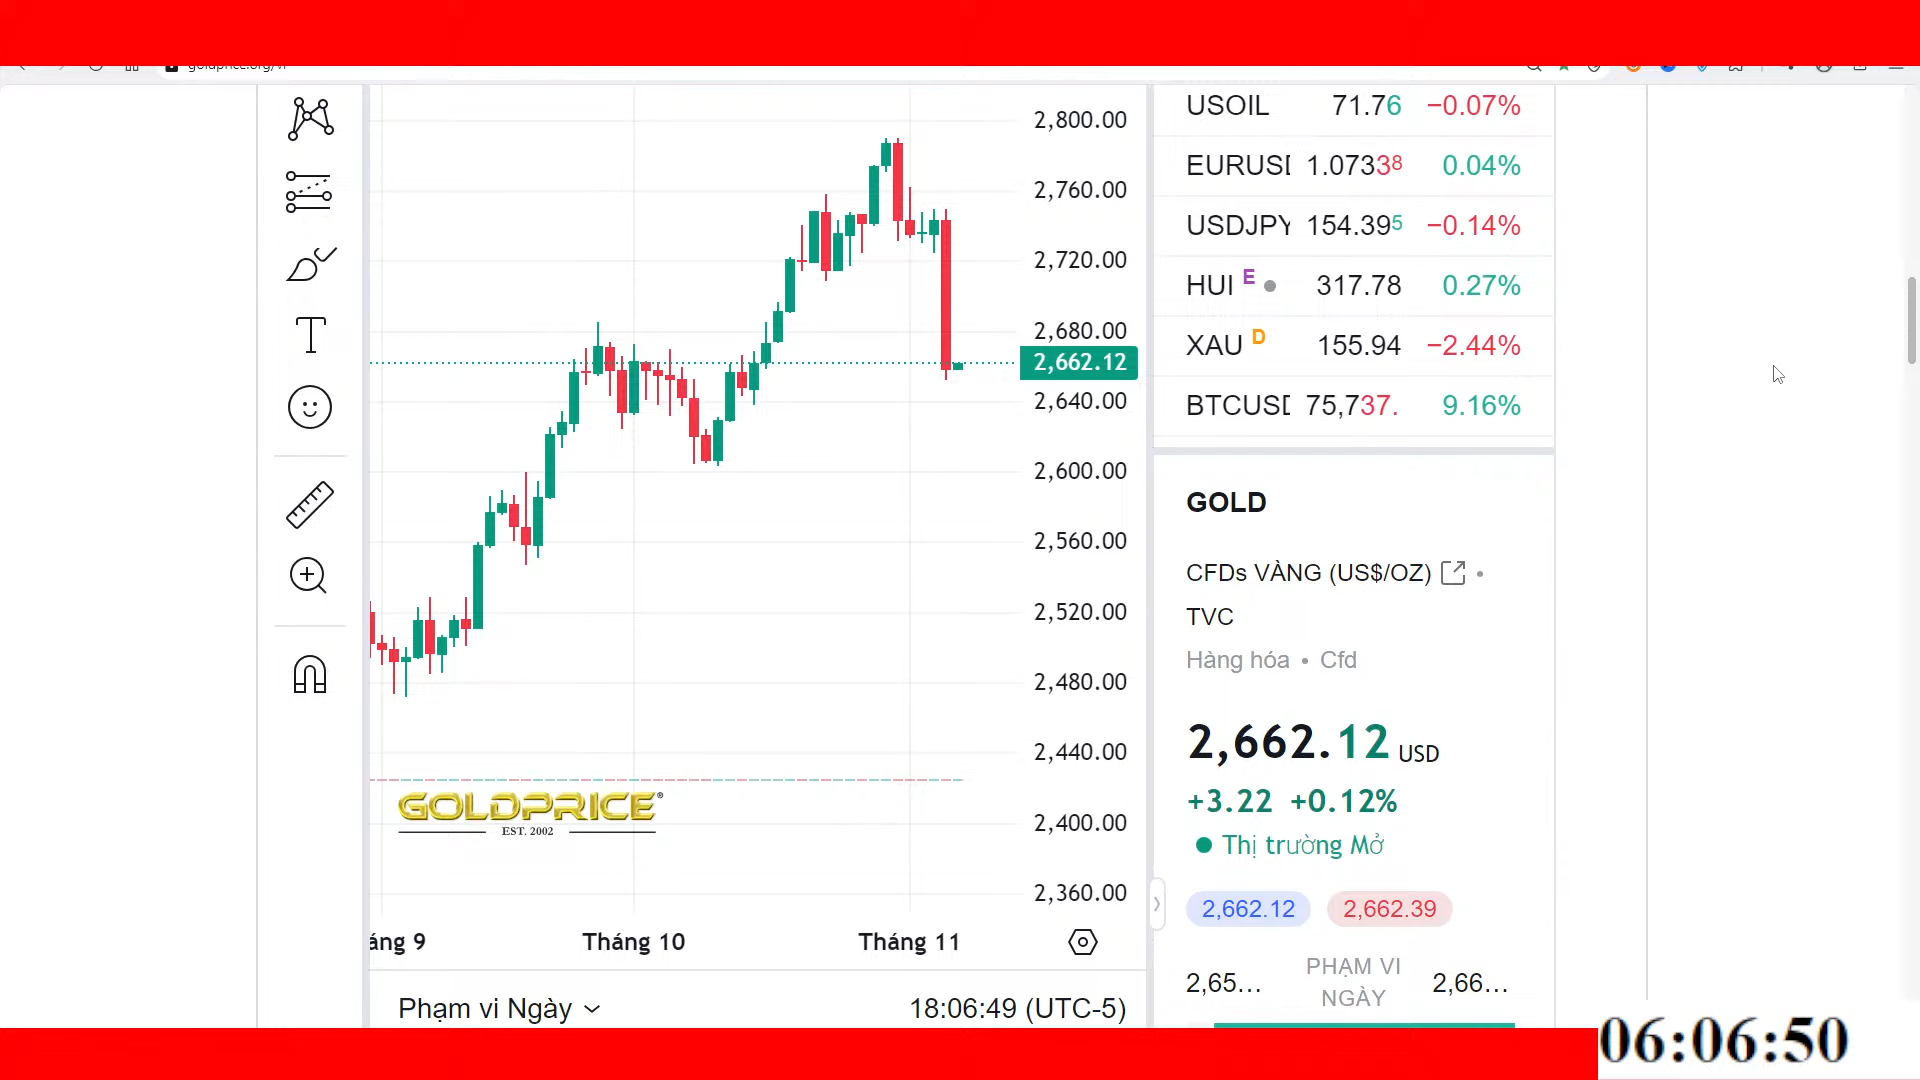 2,800.00
2,760.00
2,720.00
2,680.00
2,662.12
2,640.00
2,600.00
2,560.00
2,520.00
2,480.00
2,440.00
2,400.00
2,360.00
GOLDPRICE®
EST. 2002
áng 9 Tháng 10 Tháng 11
Phạm vi Ngày 18:06:49 (UTC-5)
USOIL 71.76 −0.07%
EURUSD 1.07338 0.04%
USDJPY 154.395 −0.14%
HUI E 317.78 0.27%
XAU D 155.94 −2.44%
BTCUSD 75,737. 9.16%
GOLD
CFDs VÀNG (US$/OZ)
TVC
Hàng hóa • Cfd
2,662.12 USD
+3.22 +0.12%
Thị trường Mở
2,662.12 2,662.39
2,65... PHẠM VI NGÀY 2,66...
06:06:50